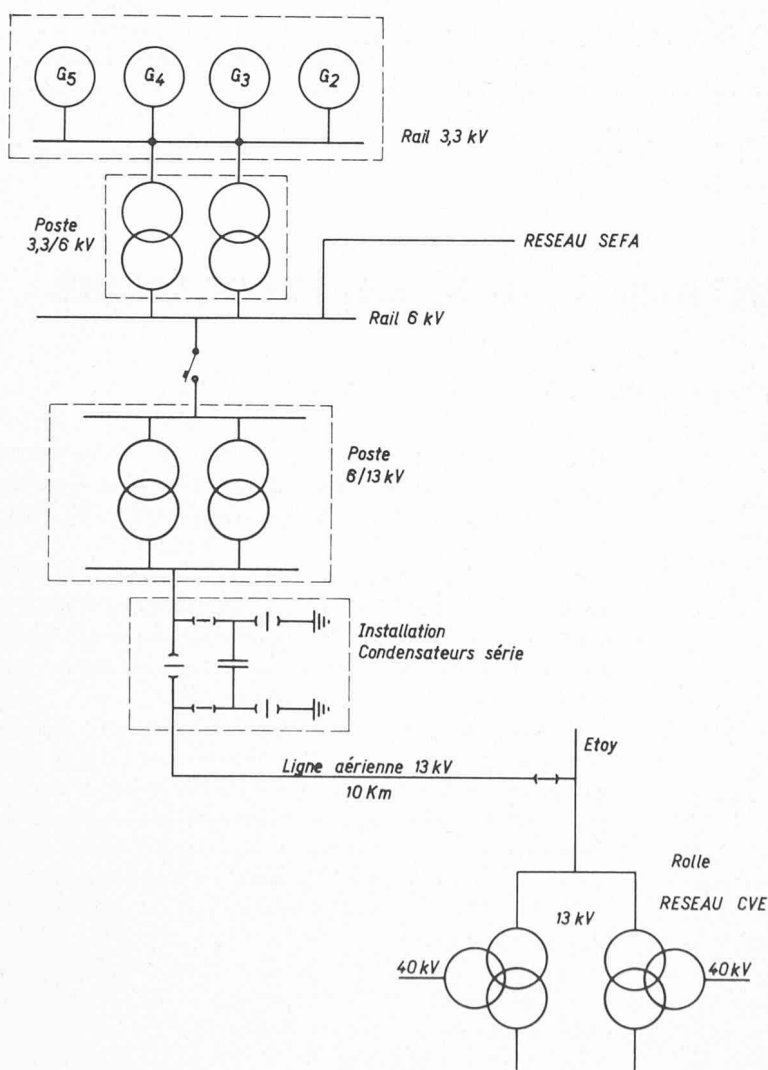 G5 G4 G3 G2
Rail 3,3 kV
Poste
3,3/6 kV
RESEAU SEFA
Rail 6 kV
Poste
6/13 kV
Installation
Condensateurs série
Etoy
Ligne aérienne 13 kV
10 Km
Rolle
RESEAU CVE
13 kV
40 kV
40 kV